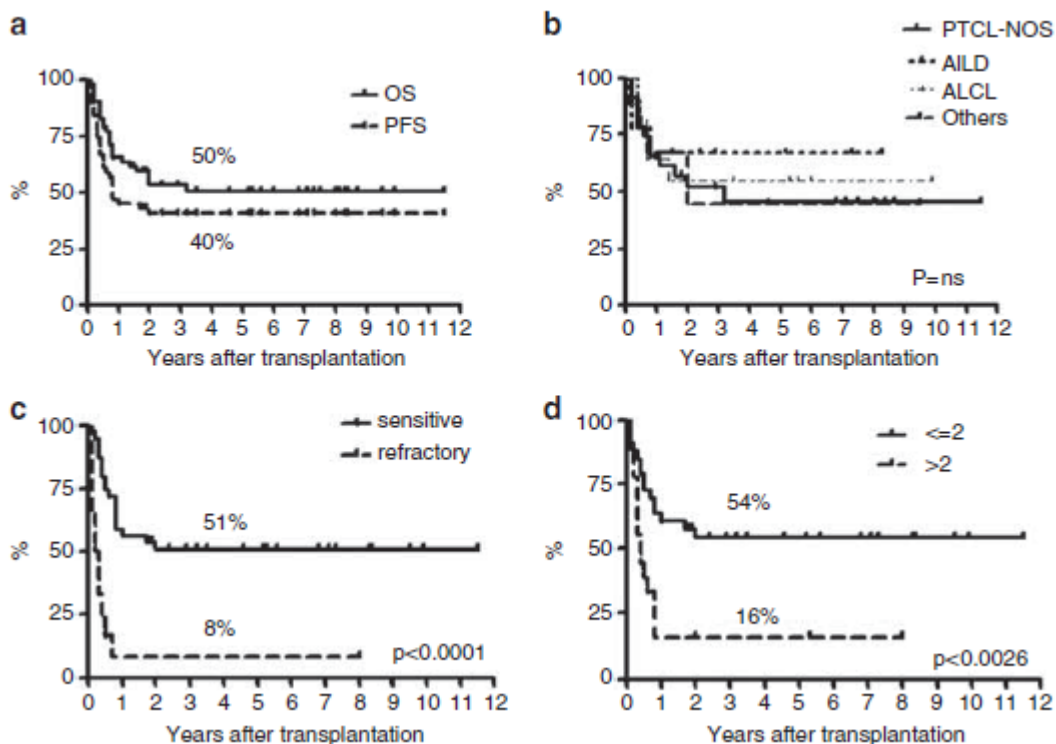 a
100
75
50
25
0
%
OS
PFS
50%
40%
0 1 2 3 4 5 6 7 8 9 10 11 12
Years after transplantation
b
PTCL-NOS
AILD
ALCL
Others
100
75
50
25
0
%
P=ns
0 1 2 3 4 5 6 7 8 9 10 11 12
Years after transplantation
c
sensitive
refractory
100
75
50
25
0
%
51%
8%
p<0.0001
0 1 2 3 4 5 6 7 8 9 10 11 12
Years after transplantation
d
<=2
>2
100
75
50
25
0
%
54%
16%
p<0.0026
0 1 2 3 4 5 6 7 8 9 10 11 12
Years after transplantation